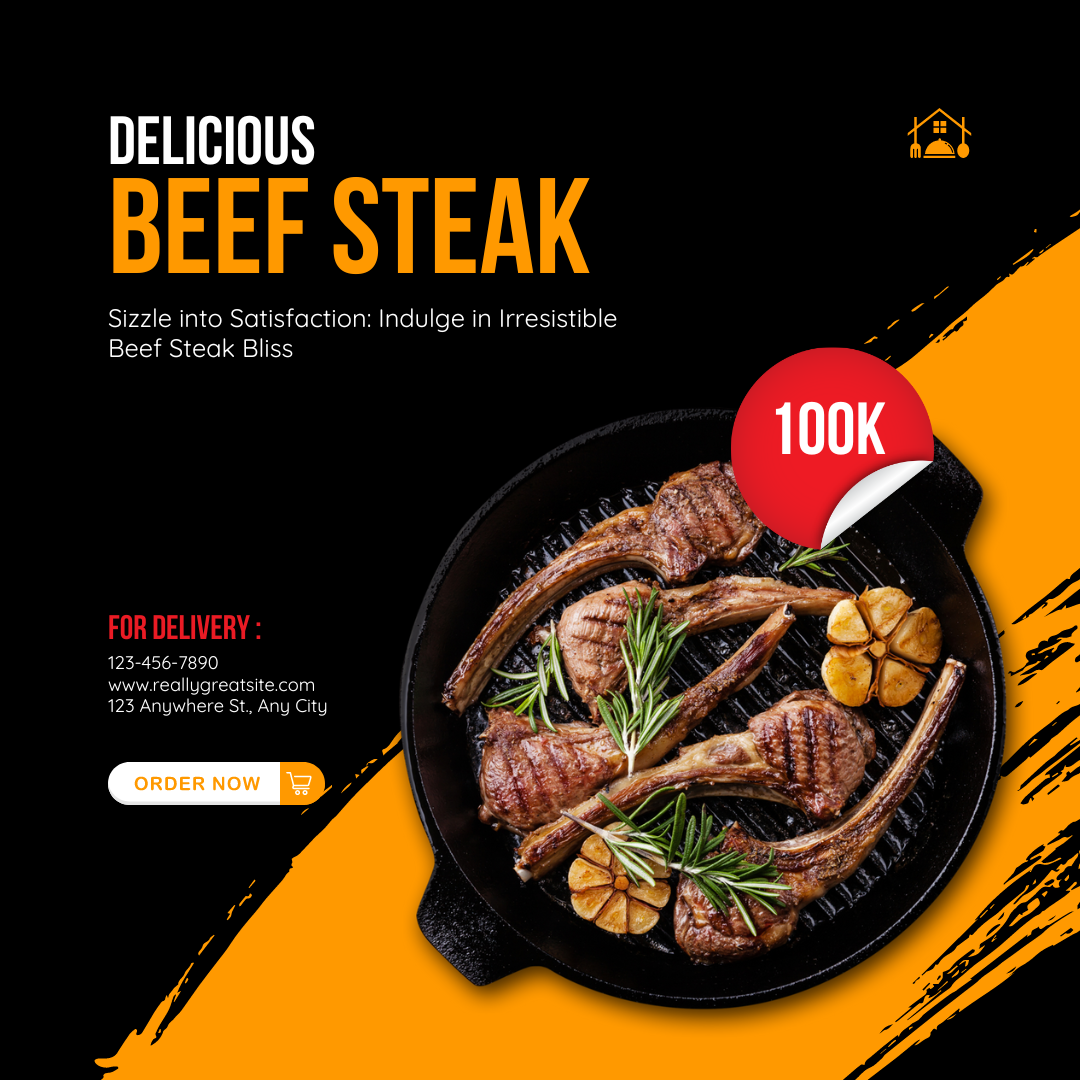 DELICIOUS
BEEF STEAK
Sizzle into Satisfaction: Indulge in Irresistible
Beef Steak Bliss
100K
FOR DELIVERY :
123-456-7890
www.reallygreatsite.com
123 Anywhere St., Any City
ORDER NOW